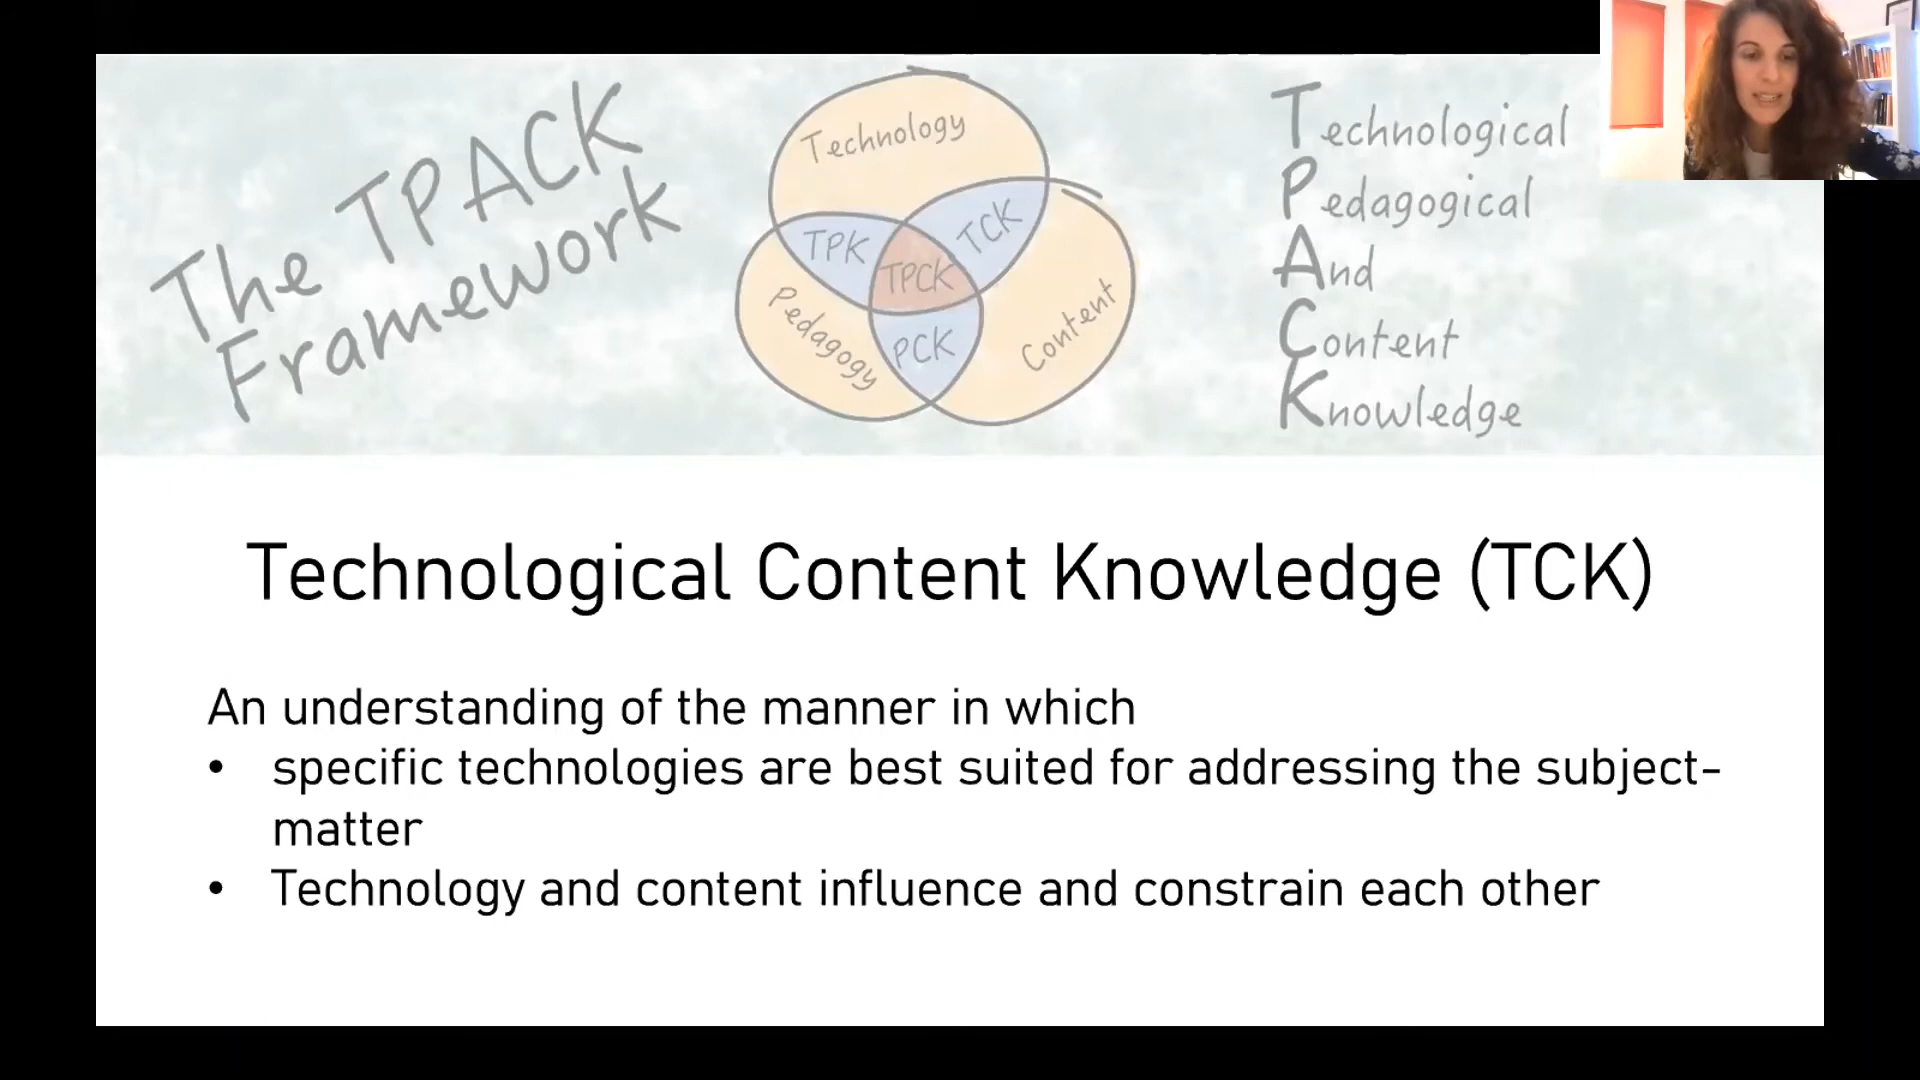 The TPACK
Framework
Technology
TPK
TCK
TPCK
Pedagogy
PCK
Content
Technological
Pedagogical
And
Content
Knowledge
Technological Content Knowledge (TCK)
An understanding of the manner in which
• specific technologies are best suited for addressing the subject-
matter
• Technology and content influence and constrain each other